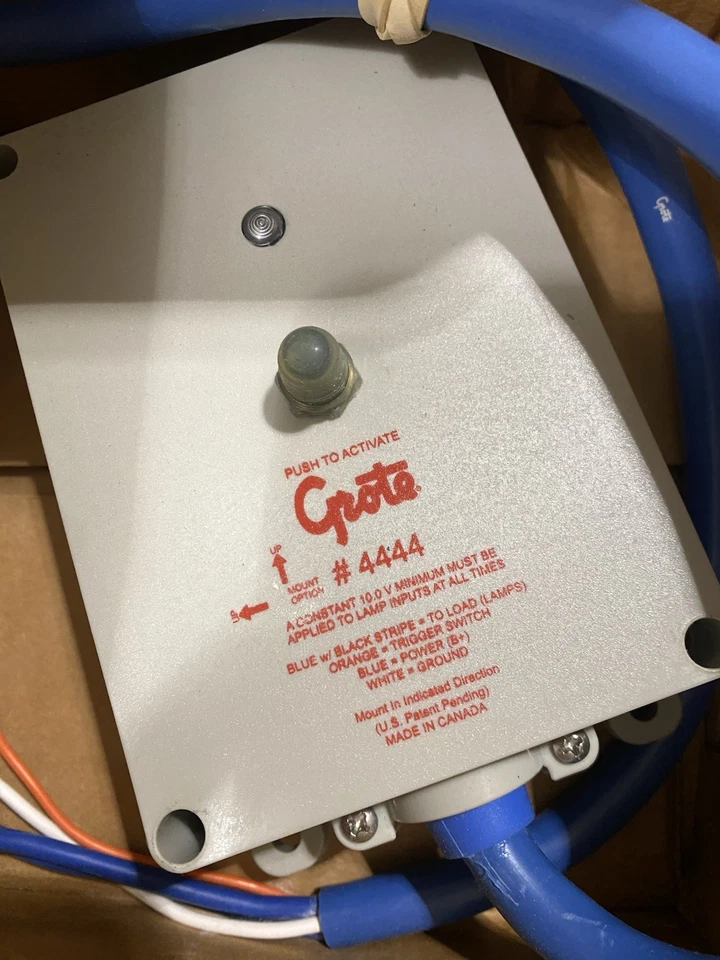 Grote
PUSH TO ACTIVATE
Grote®
UP
MOUNT
OPTION
# 4444
UP
A CONSTANT 10.0 V MINIMUM MUST BE
APPLIED TO LAMP INPUTS AT ALL TIMES
BLUE w/ BLACK STRIPE = TO LOAD (LAMPS)
ORANGE = TRIGGER SWITCH
BLUE = POWER (B+)
WHITE = GROUND
Mount In Indicated Direction
(U.S. Patent Pending)
MADE IN CANADA